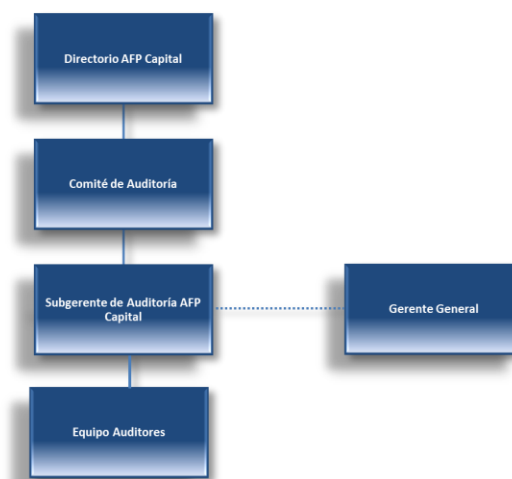 Directorio AFP Capital
Comité de Auditoría
Subgerente de Auditoría AFP
Capital
Gerente General
Equipo Auditores